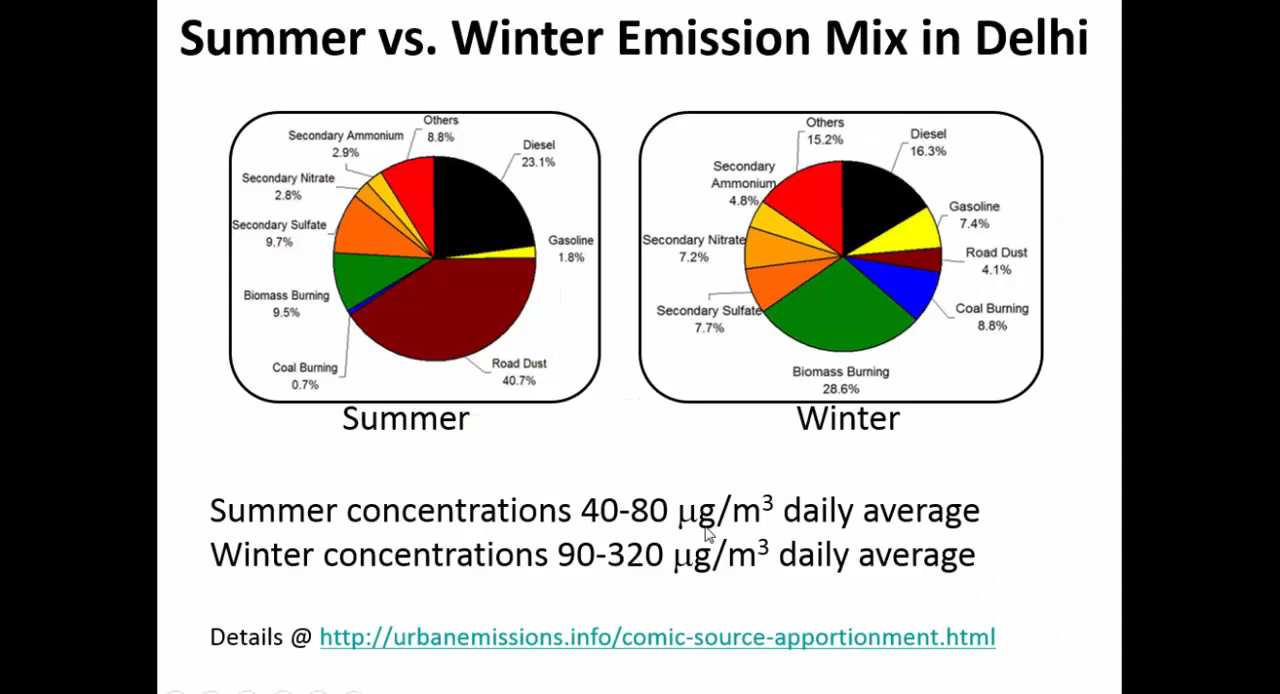 Summer vs. Winter Emission Mix in Delhi
Others
8.8%
Secondary Ammonium
2.9%
Diesel
23.1%
Secondary Nitrate
2.8%
Secondary Sulfate
9.7%
Gasoline
1.8%
Biomass Burning
9.5%
Coal Burning
0.7%
Road Dust
40.7%
Summer
Others
15.2%
Diesel
16.3%
Secondary
Ammonium
4.8%
Gasoline
7.4%
Secondary Nitrate
7.2%
Road Dust
4.1%
Secondary Sulfate
7.7%
Coal Burning
8.8%
Biomass Burning
28.6%
Winter
Summer concentrations 40-80 μg/m³ daily average
Winter concentrations 90-320 μg/m³ daily average
Details @ http://urbanemissions.info/comic-source-apportionment.html